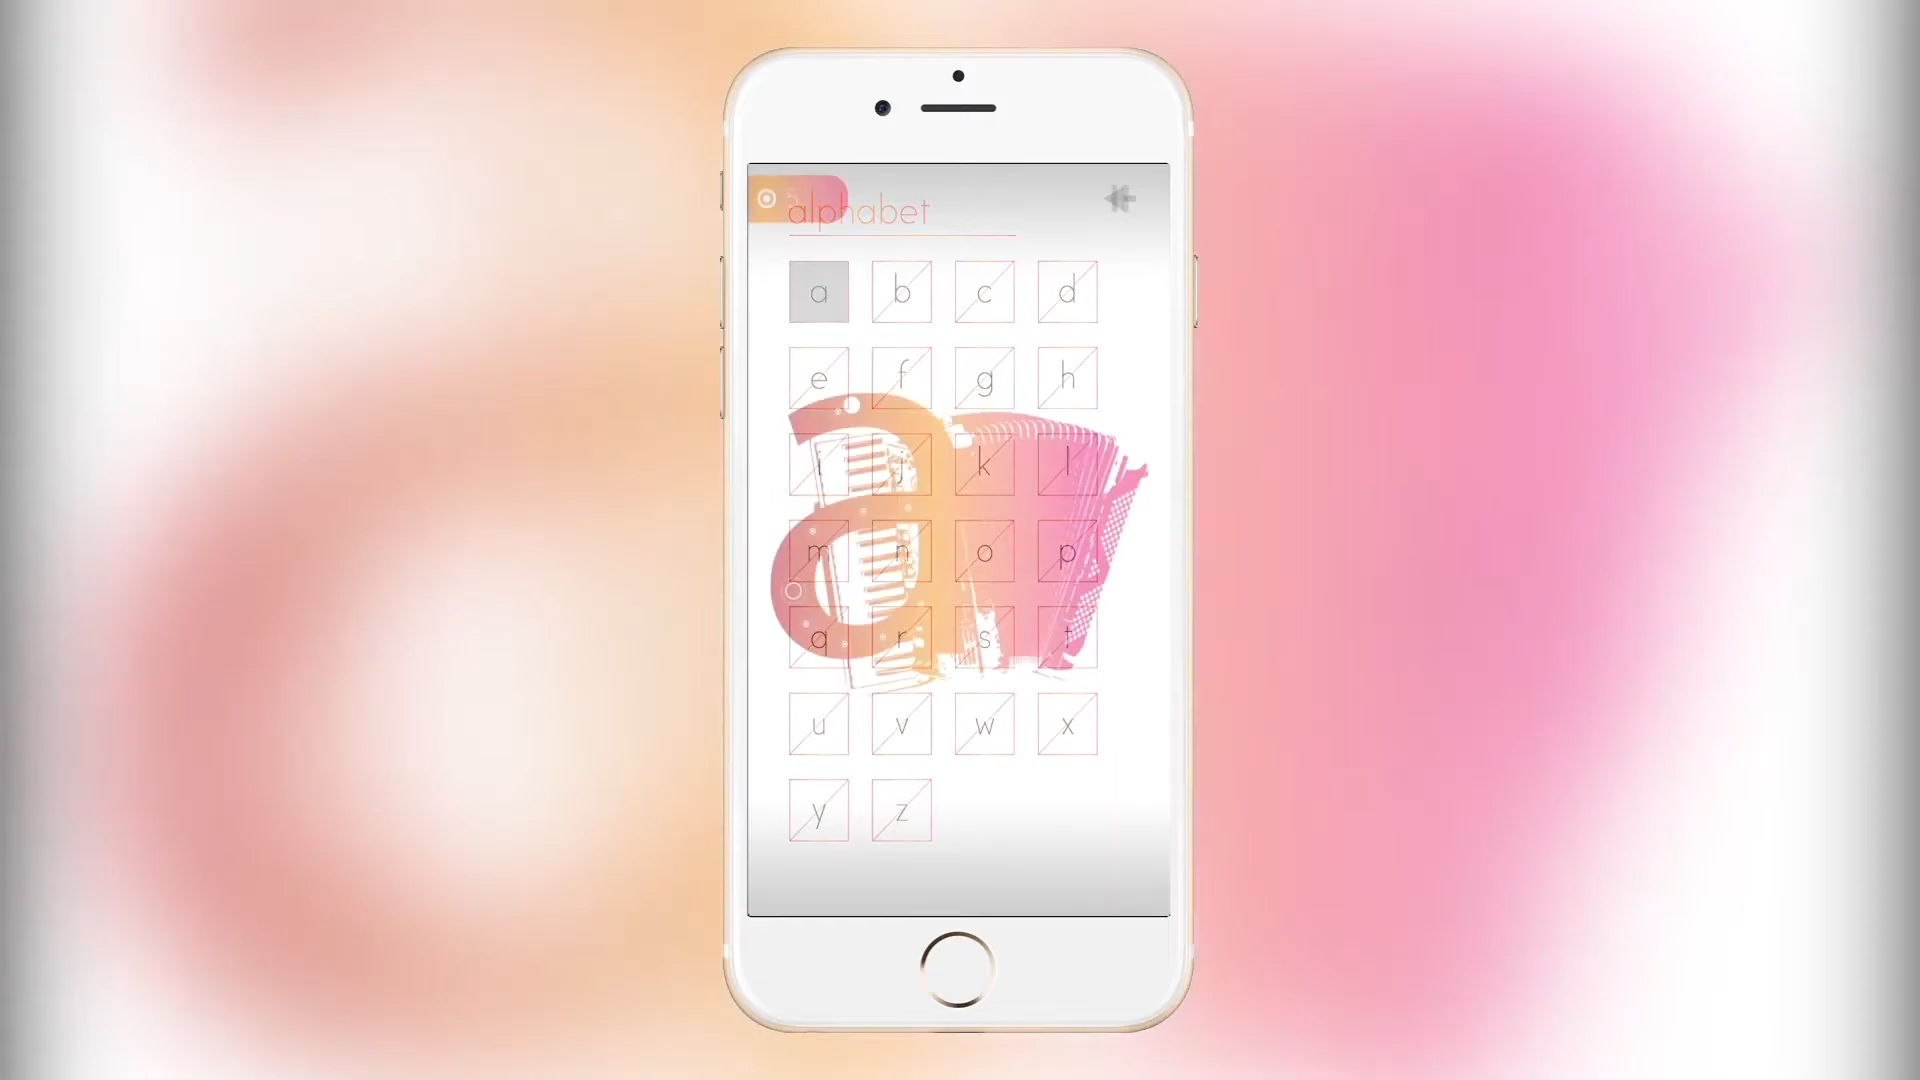 alphabet
a b c d
e f g h
i j k l
m n o p
q r s t
u v w x
y z